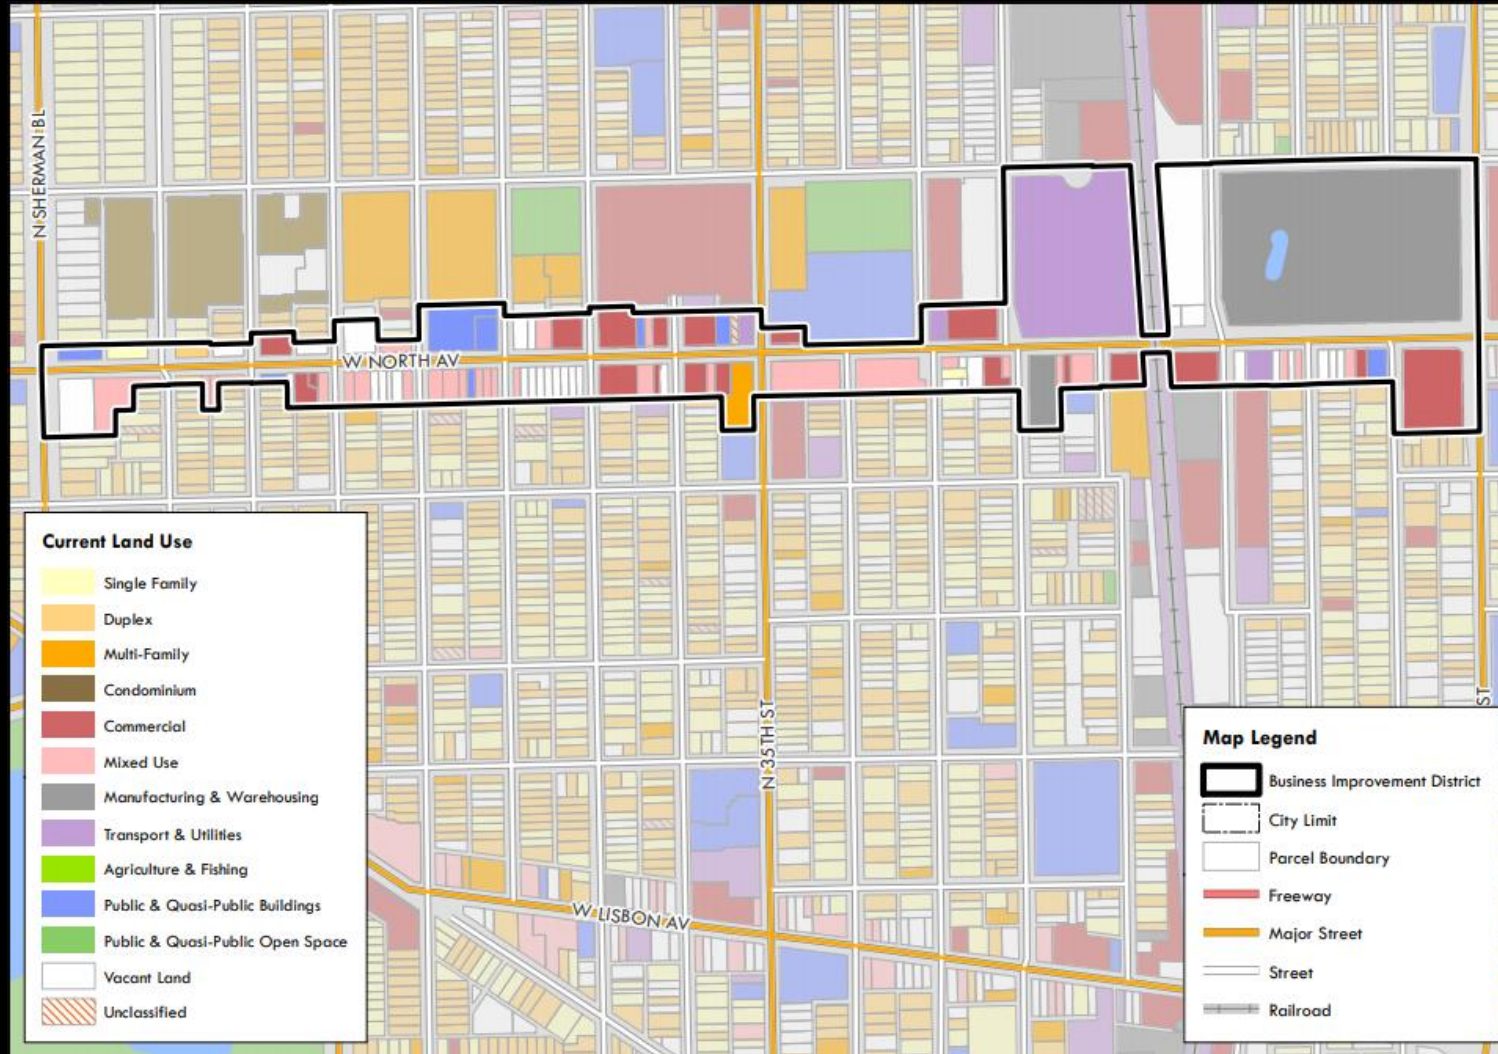 N SHERMAN BL
W NORTH AV
N 35TH ST
W LISBON AV
ST
Current Land Use
Single Family
Duplex
Multi-Family
Condominium
Commercial
Mixed Use
Manufacturing & Warehousing
Transport & Utilities
Agriculture & Fishing
Public & Quasi-Public Buildings
Public & Quasi-Public Open Space
Vacant Land
Unclassified
Map Legend
Business Improvement District
City Limit
Parcel Boundary
Freeway
Major Street
Street
Railroad